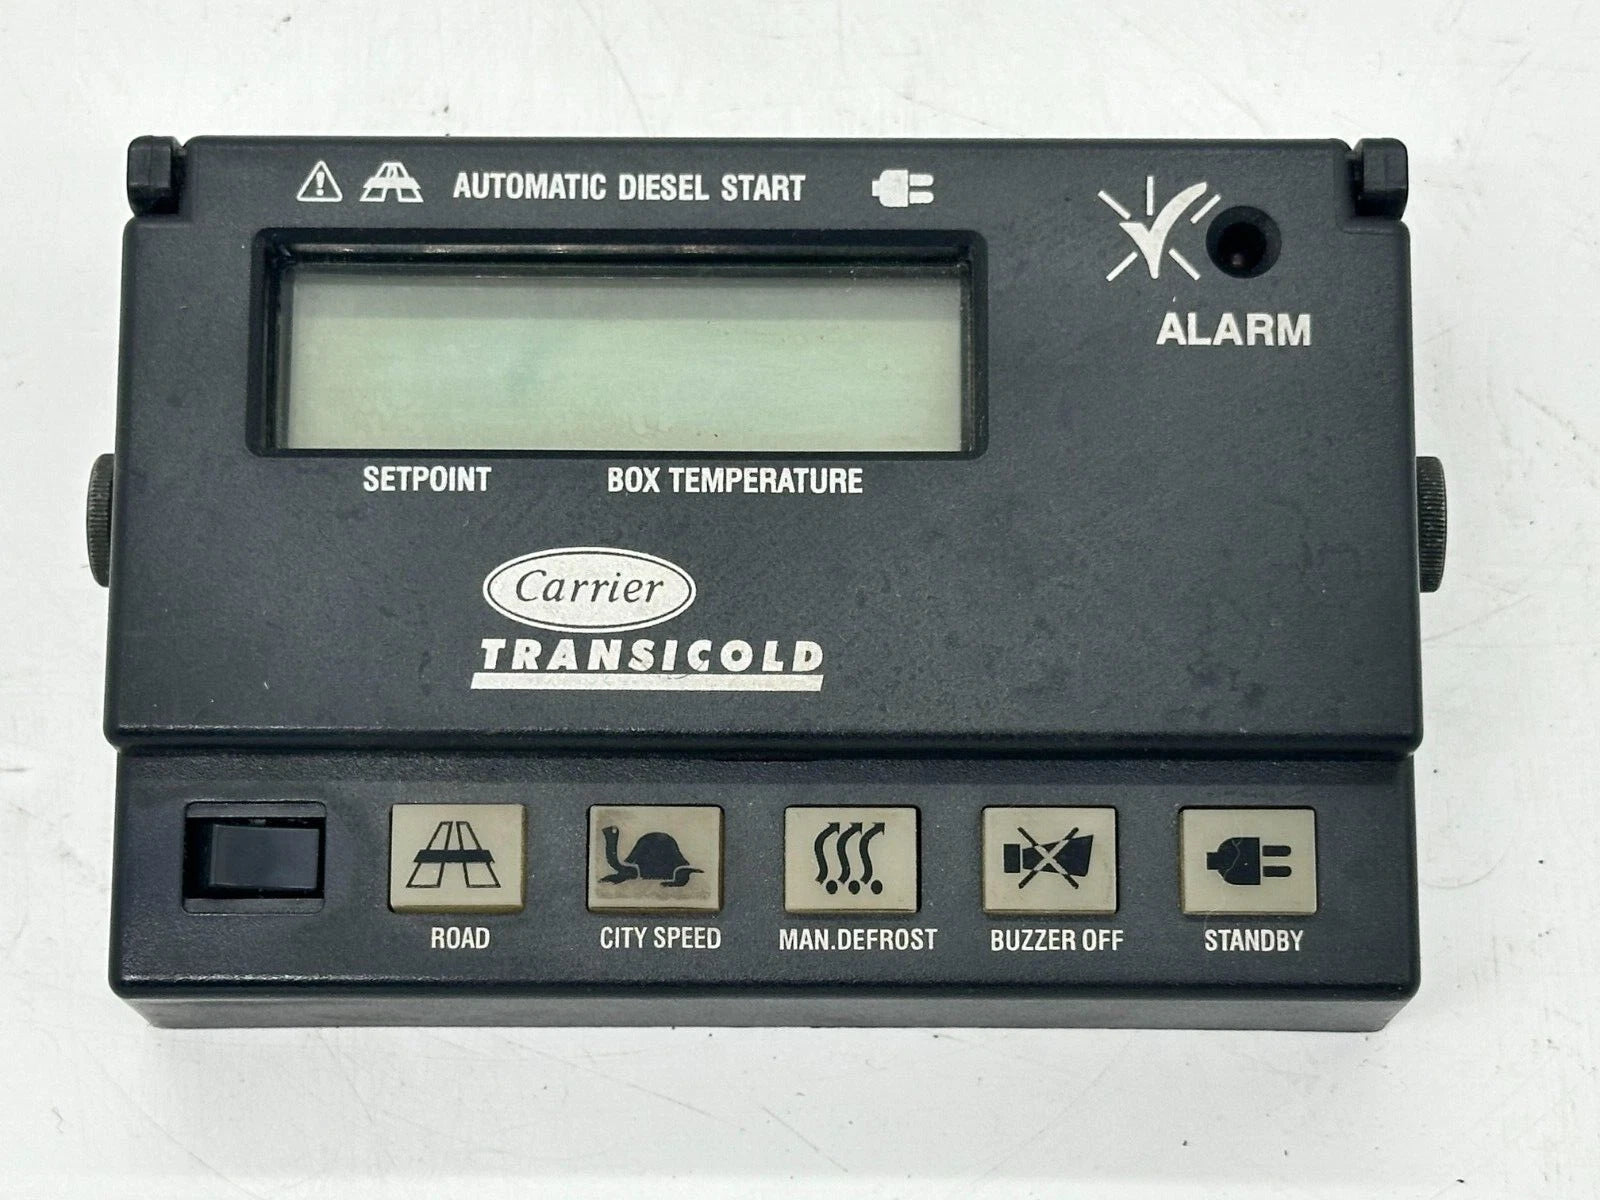 AUTOMATIC DIESEL START
ALARM
SETPOINT BOX TEMPERATURE
Carrier
TRANSICOLD
ROAD CITY SPEED MAN.DEFROST BUZZER OFF STANDBY